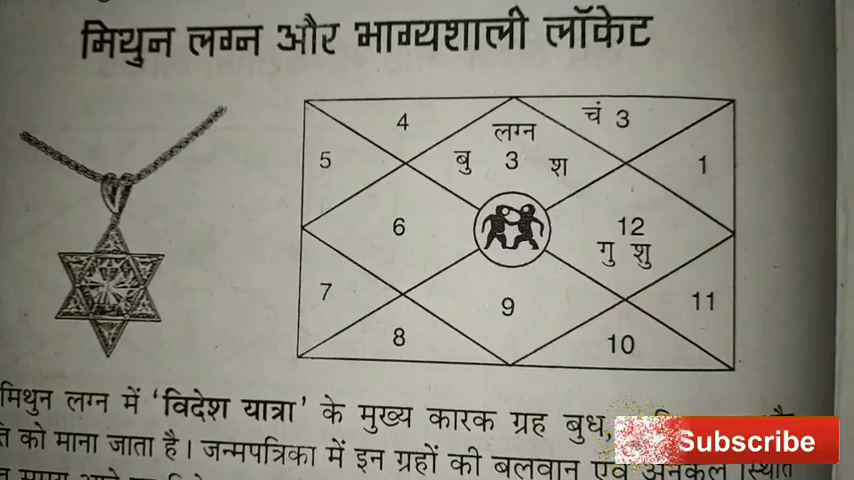 मिथुन लग्न और भाग्यशाली लॉकेट
4
चं 3
5
लग्न
बु 3 श
1
6
12
गु शु
7
9
11
8
10
मिथुन लग्न में 'विदेश यात्रा' के मुख्य कारक ग्रह बुध,
को माना जाता है। जन्मपत्रिका में इन ग्रहों की बलवान एवं अनुकूल स्थिति
Subscribe